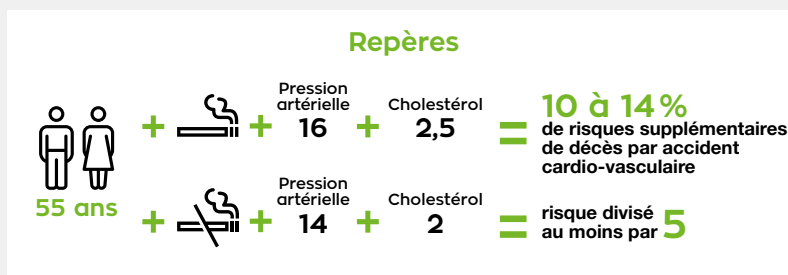 Repères
55 ans
+
+
Pression
artérielle
16
+
Cholestérol
2,5
=
10 à 14%
de risques supplémentaires
de décès par accident
cardio-vasculaire
+
+
Pression
artérielle
14
+
Cholestérol
2
=
risque divisé
au moins par 5